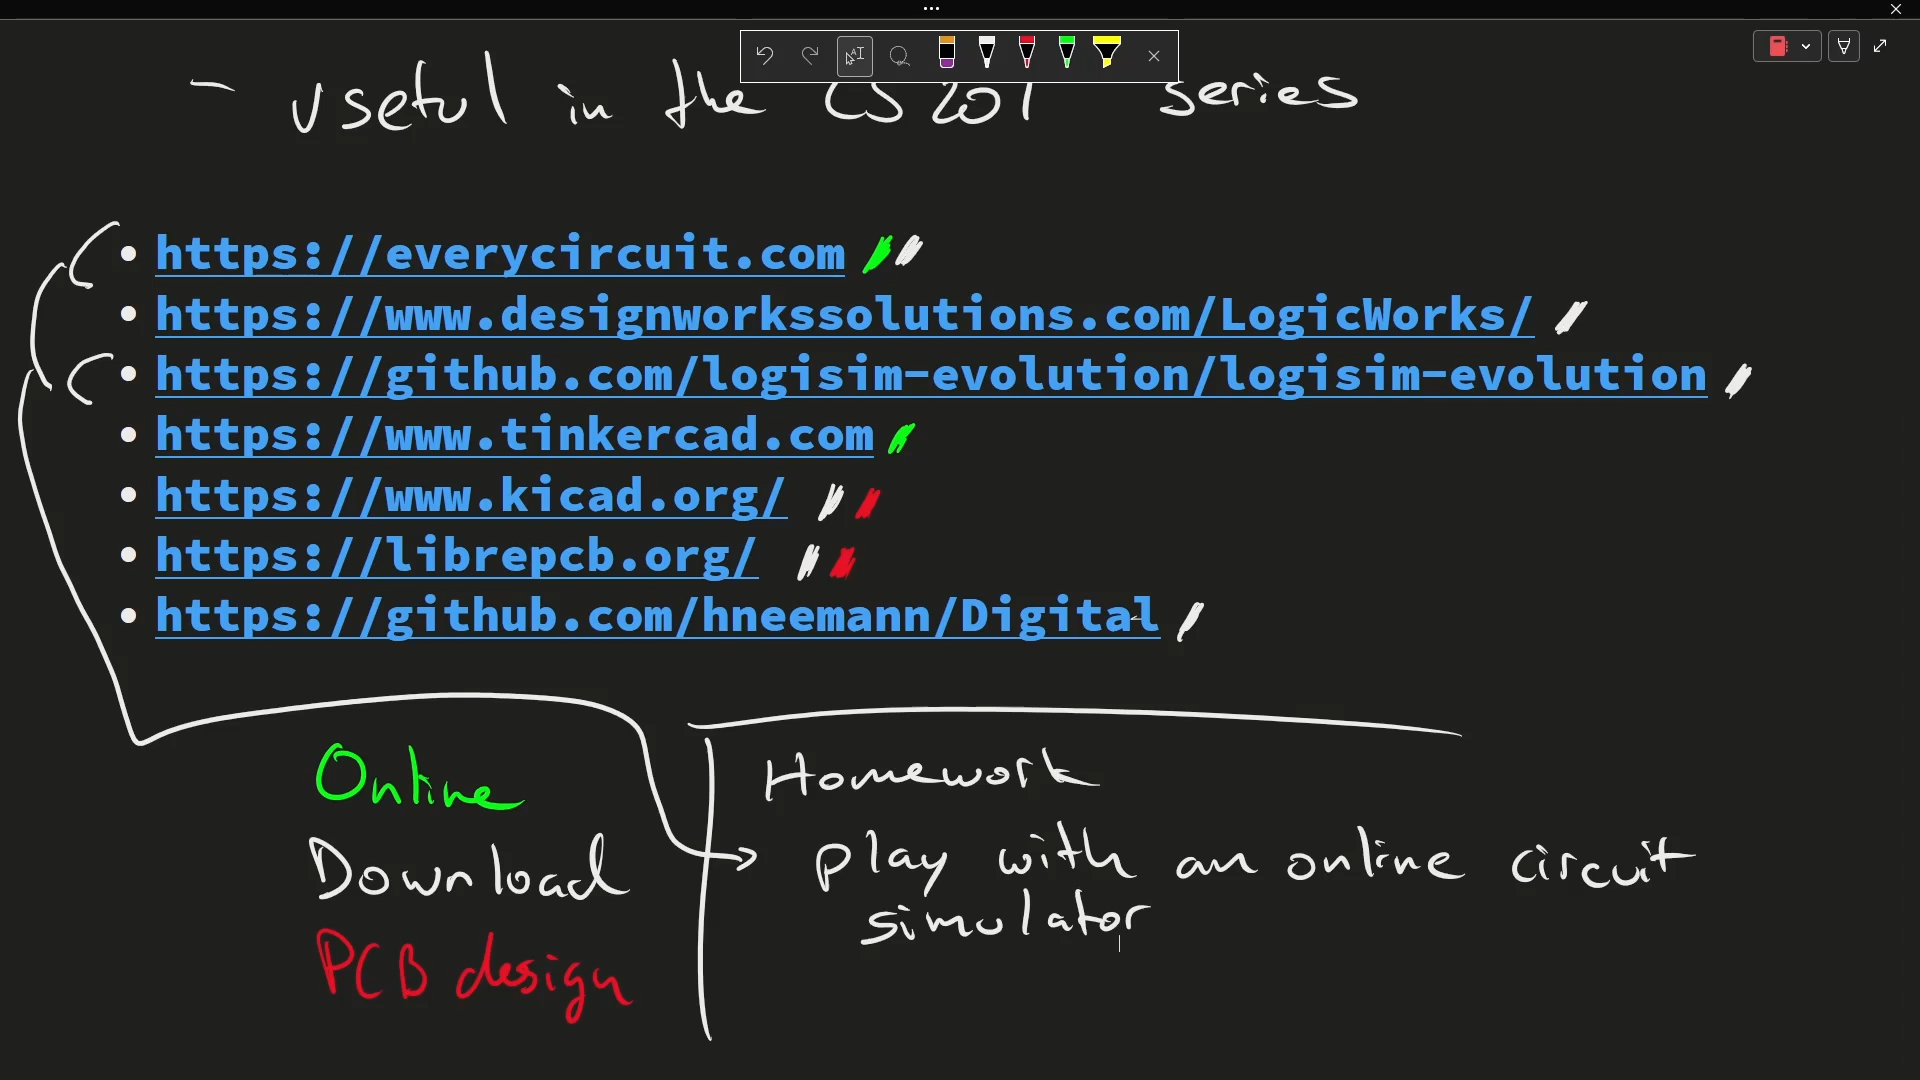 - useful in the CS201 series
• https://everycircuit.com
• https://www.designworkssolutions.com/LogicWorks/
• https://github.com/logisim-evolution/logisim-evolution
• https://www.tinkercad.com
• https://www.kicad.org/
• https://librepcb.org/
• https://github.com/hneemann/Digital
Online
Download
PCB design
Homework
play with an online circuit
simulator